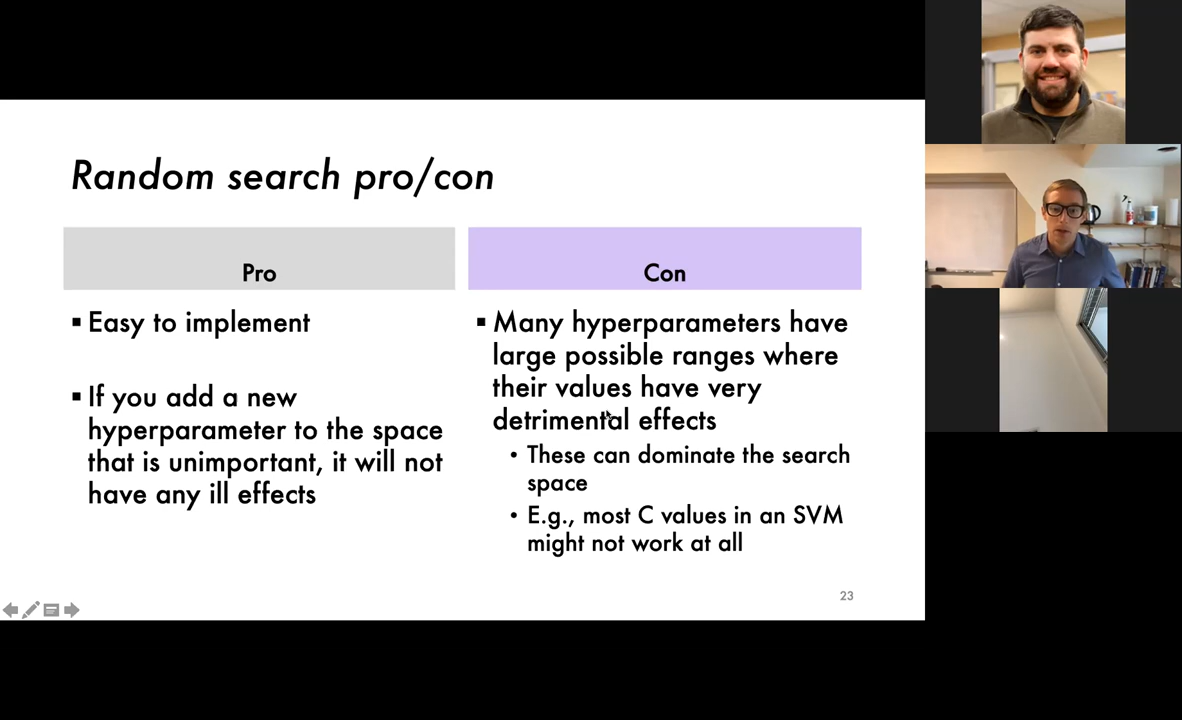 Random search pro/con
Pro
▪ Easy to implement
▪ If you add a new
hyperparameter to the space
that is unimportant, it will not
have any ill effects
Con
▪ Many hyperparameters have
large possible ranges where
their values have very
detrimental effects
• These can dominate the search
space
• E.g., most C values in an SVM
might not work at all
23